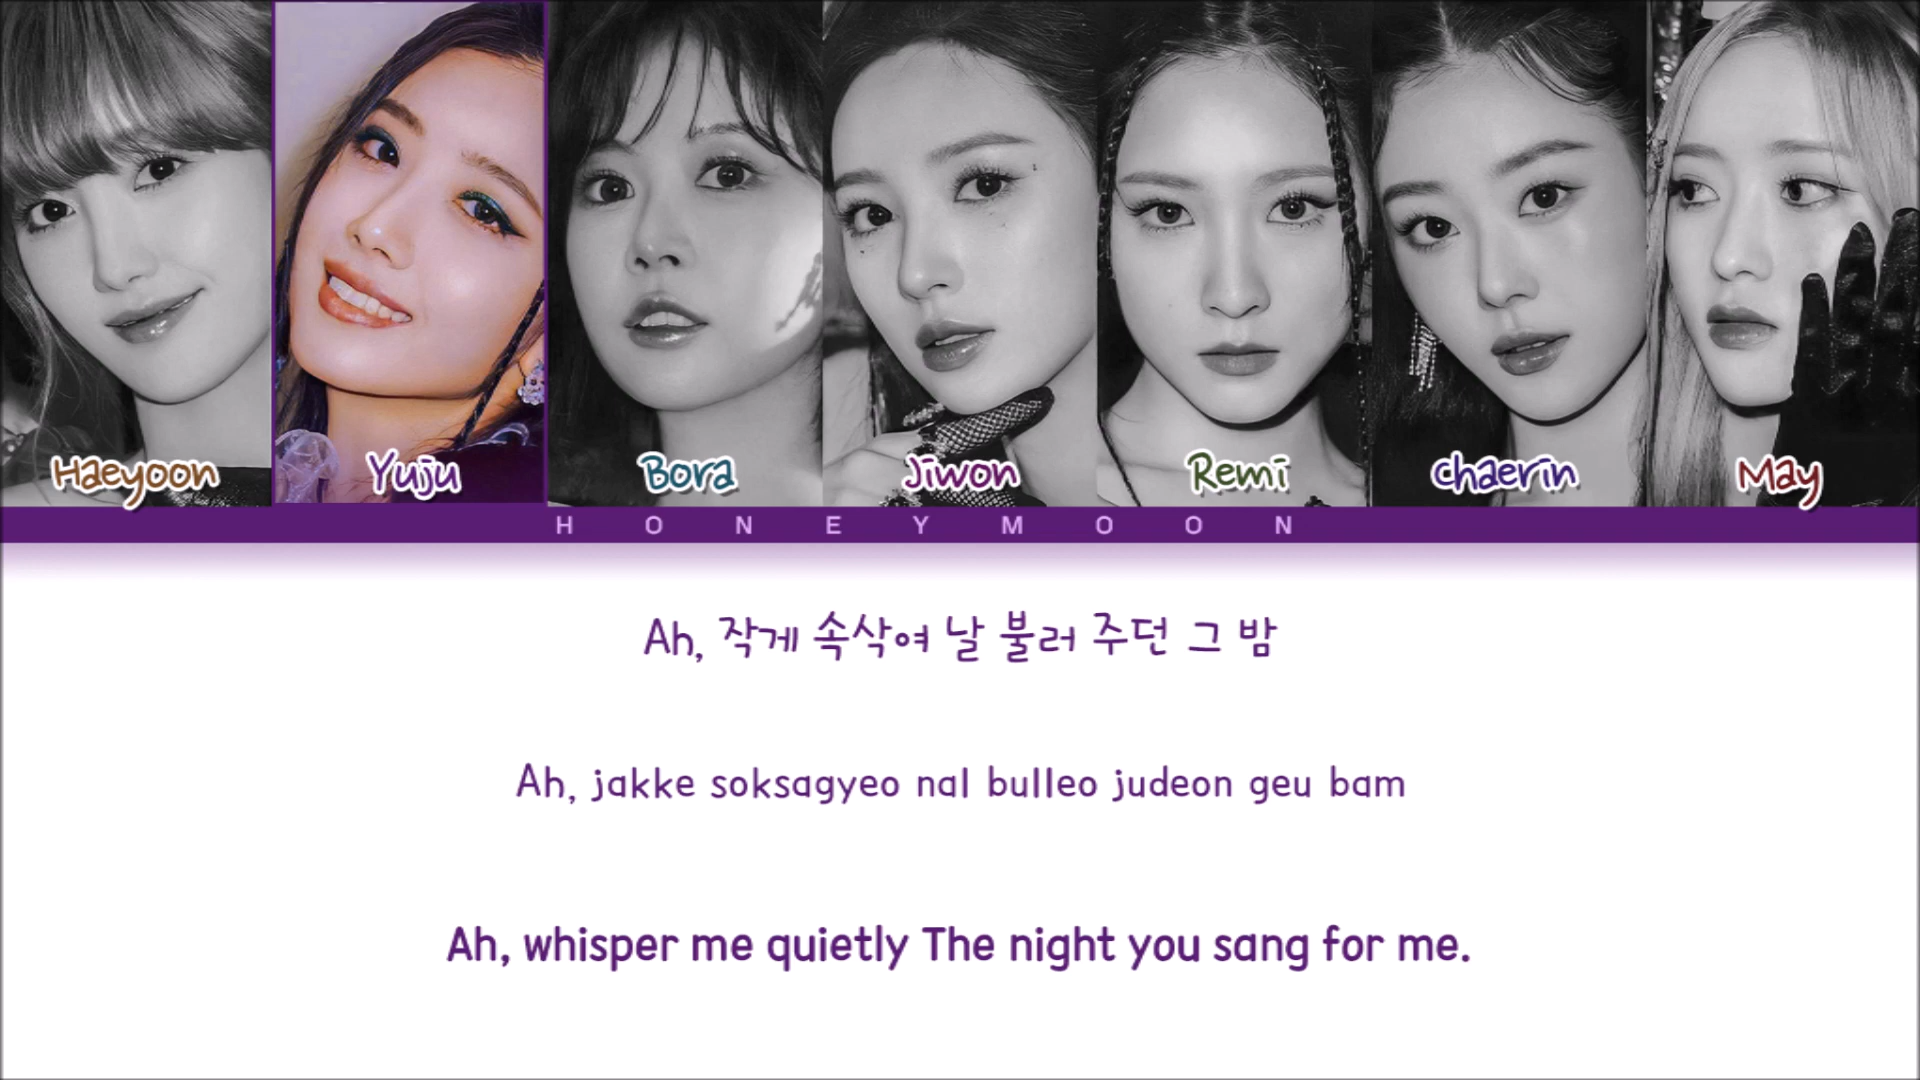 Haeyoon Yuju Bora Jiwon Remi chaerin May
HONEYMOON
Ah, 작게 속삭여 날 불러 주던 그 밤
Ah, jakke soksagyeo nal bulleo judeon geu bam
Ah, whisper me quietly The night you sang for me.